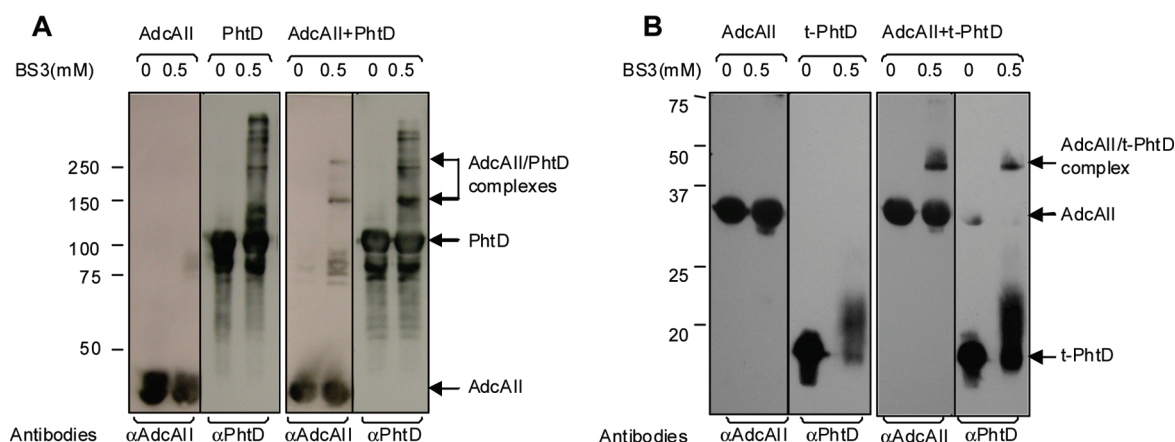 A
AdcAII PhtD AdcAII+PhtD
BS3(mM) 0 0.5 0 0.5 0 0.5 0 0.5
250
150
100
75
50
AdcAII/PhtD
complexes
PhtD
AdcAII
Antibodies αAdcAII αPhtD αAdcAII αPhtD
B
AdcAII t-PhtD AdcAII+t-PhtD
BS3(mM) 0 0.5 0 0.5 0 0.5 0 0.5
75
50
37
25
20
AdcAII/t-PhtD
complex
AdcAII
t-PhtD
Antibodies αAdcAII αPhtD αAdcAII αPhtD